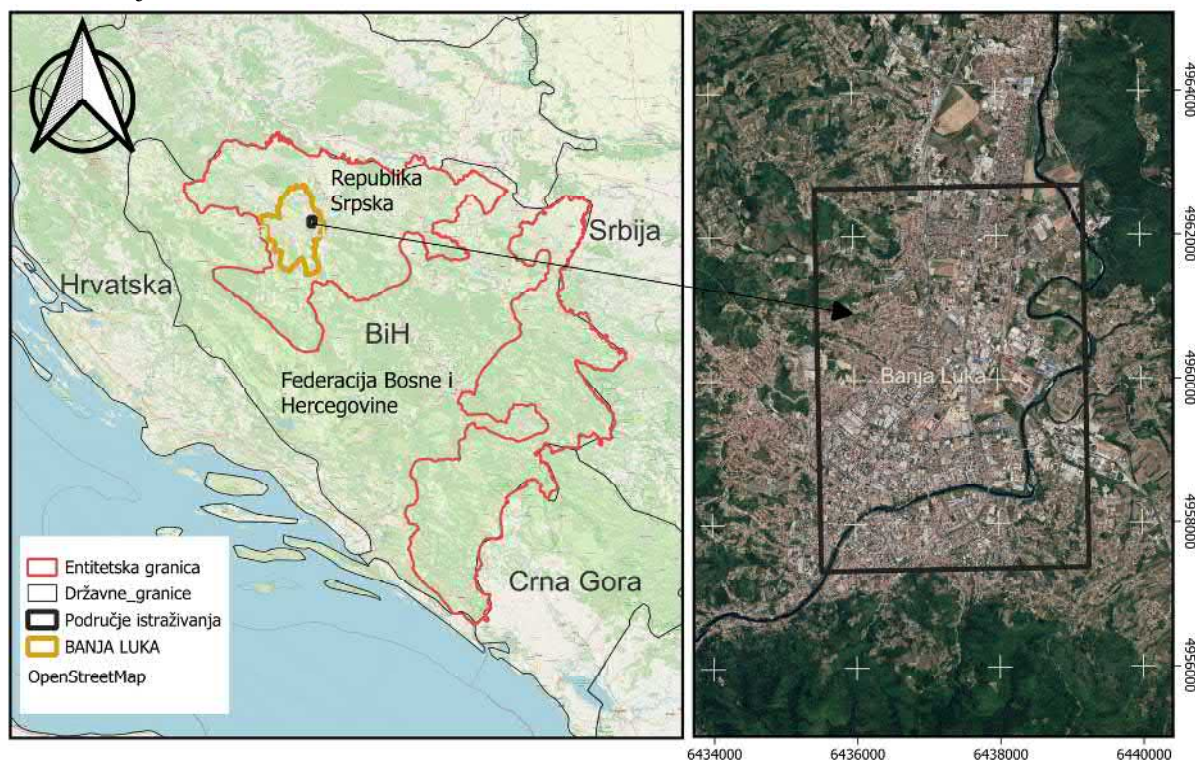 Republika
Srpska
Srbija
Hrvatska
BiH
Federacija Bosne i
Hercegovine
Crna Gora
Entitetska granica
Državne_granice
Područje istraživanja
BANJA LUKA
OpenStreetMap
Banja Luka
4964000
4962000
4960000
4958000
4956000
6434000
6436000
6438000
6440000